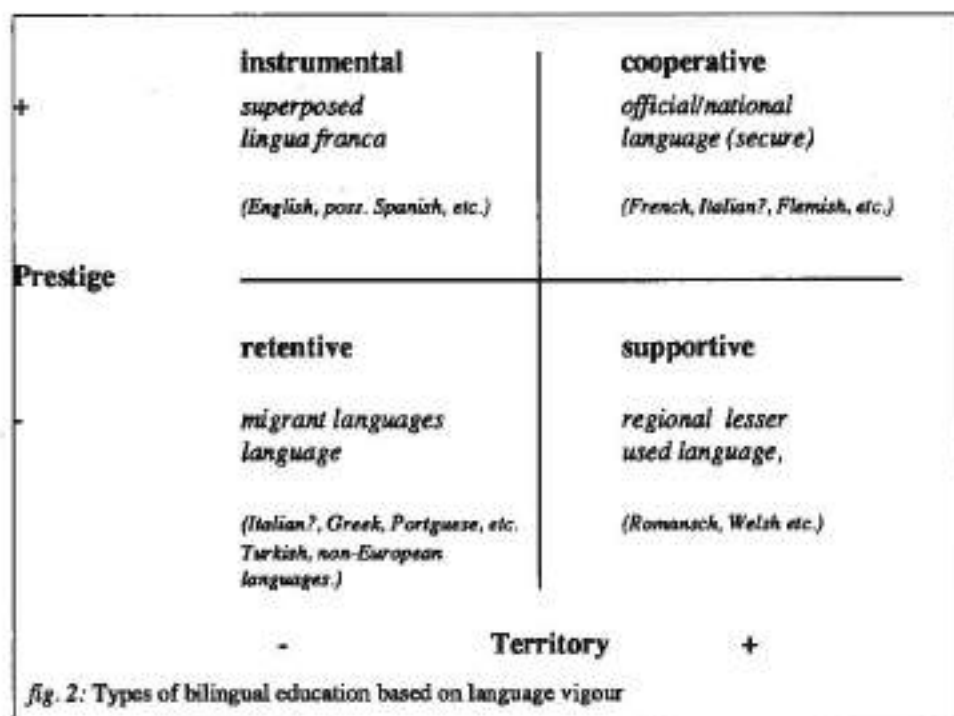 instrumental
cooperative
+
superposed
lingua franca
official/national
language (secure)
(English, poss. Spanish, etc.)
(French, Italian?, Flemish, etc.)
Prestige
retentive
supportive
-
migrant languages
language
regional lesser
used language,
(Italian?, Greek, Portguese, etc.
Turkish, non-European
languages.)
(Romansch, Welsh etc.)
- Territory +
fig. 2: Types of bilingual education based on language vigour